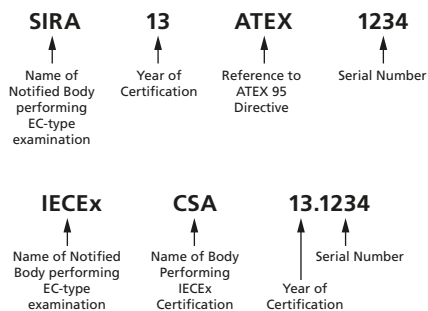 SIRA 13 ATEX 1234
Name of
Notified Body
performing
EC-type
examination
Year of
Certification
Reference to
ATEX 95
Directive
Serial Number
IECEx CSA 13.1234
Name of Notified
Body performing
EC-type
examination
Name of Body
Performing
IECEx
Certification
Year of
Certification
Serial Number